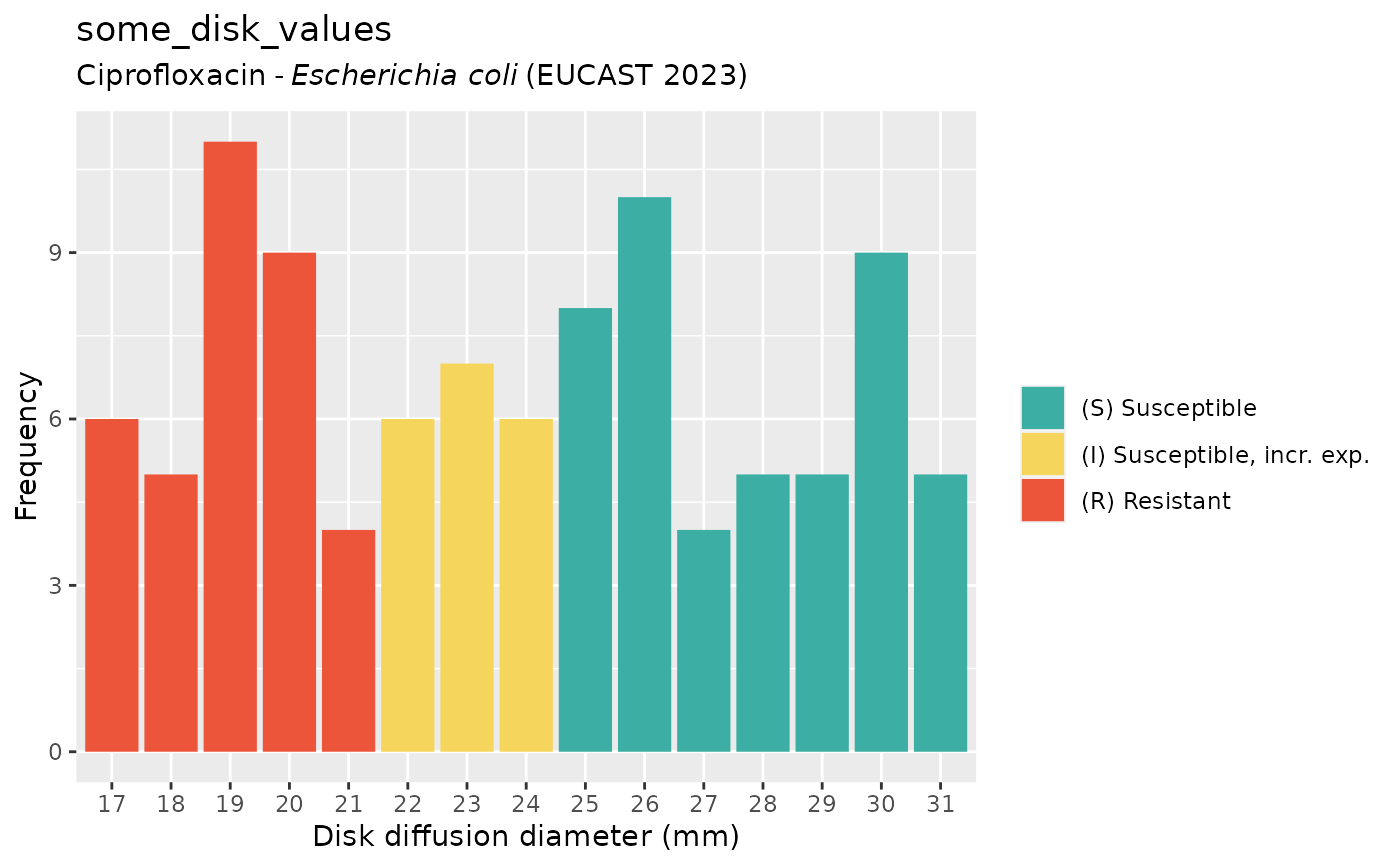 some_disk_values
Ciprofloxacin - Escherichia coli (EUCAST 2023)
Frequency
9
6
3
0
17 18 19 20 21 22 23 24 25 26 27 28 29 30 31
Disk diffusion diameter (mm)
(S) Susceptible
(I) Susceptible, incr. exp.
(R) Resistant